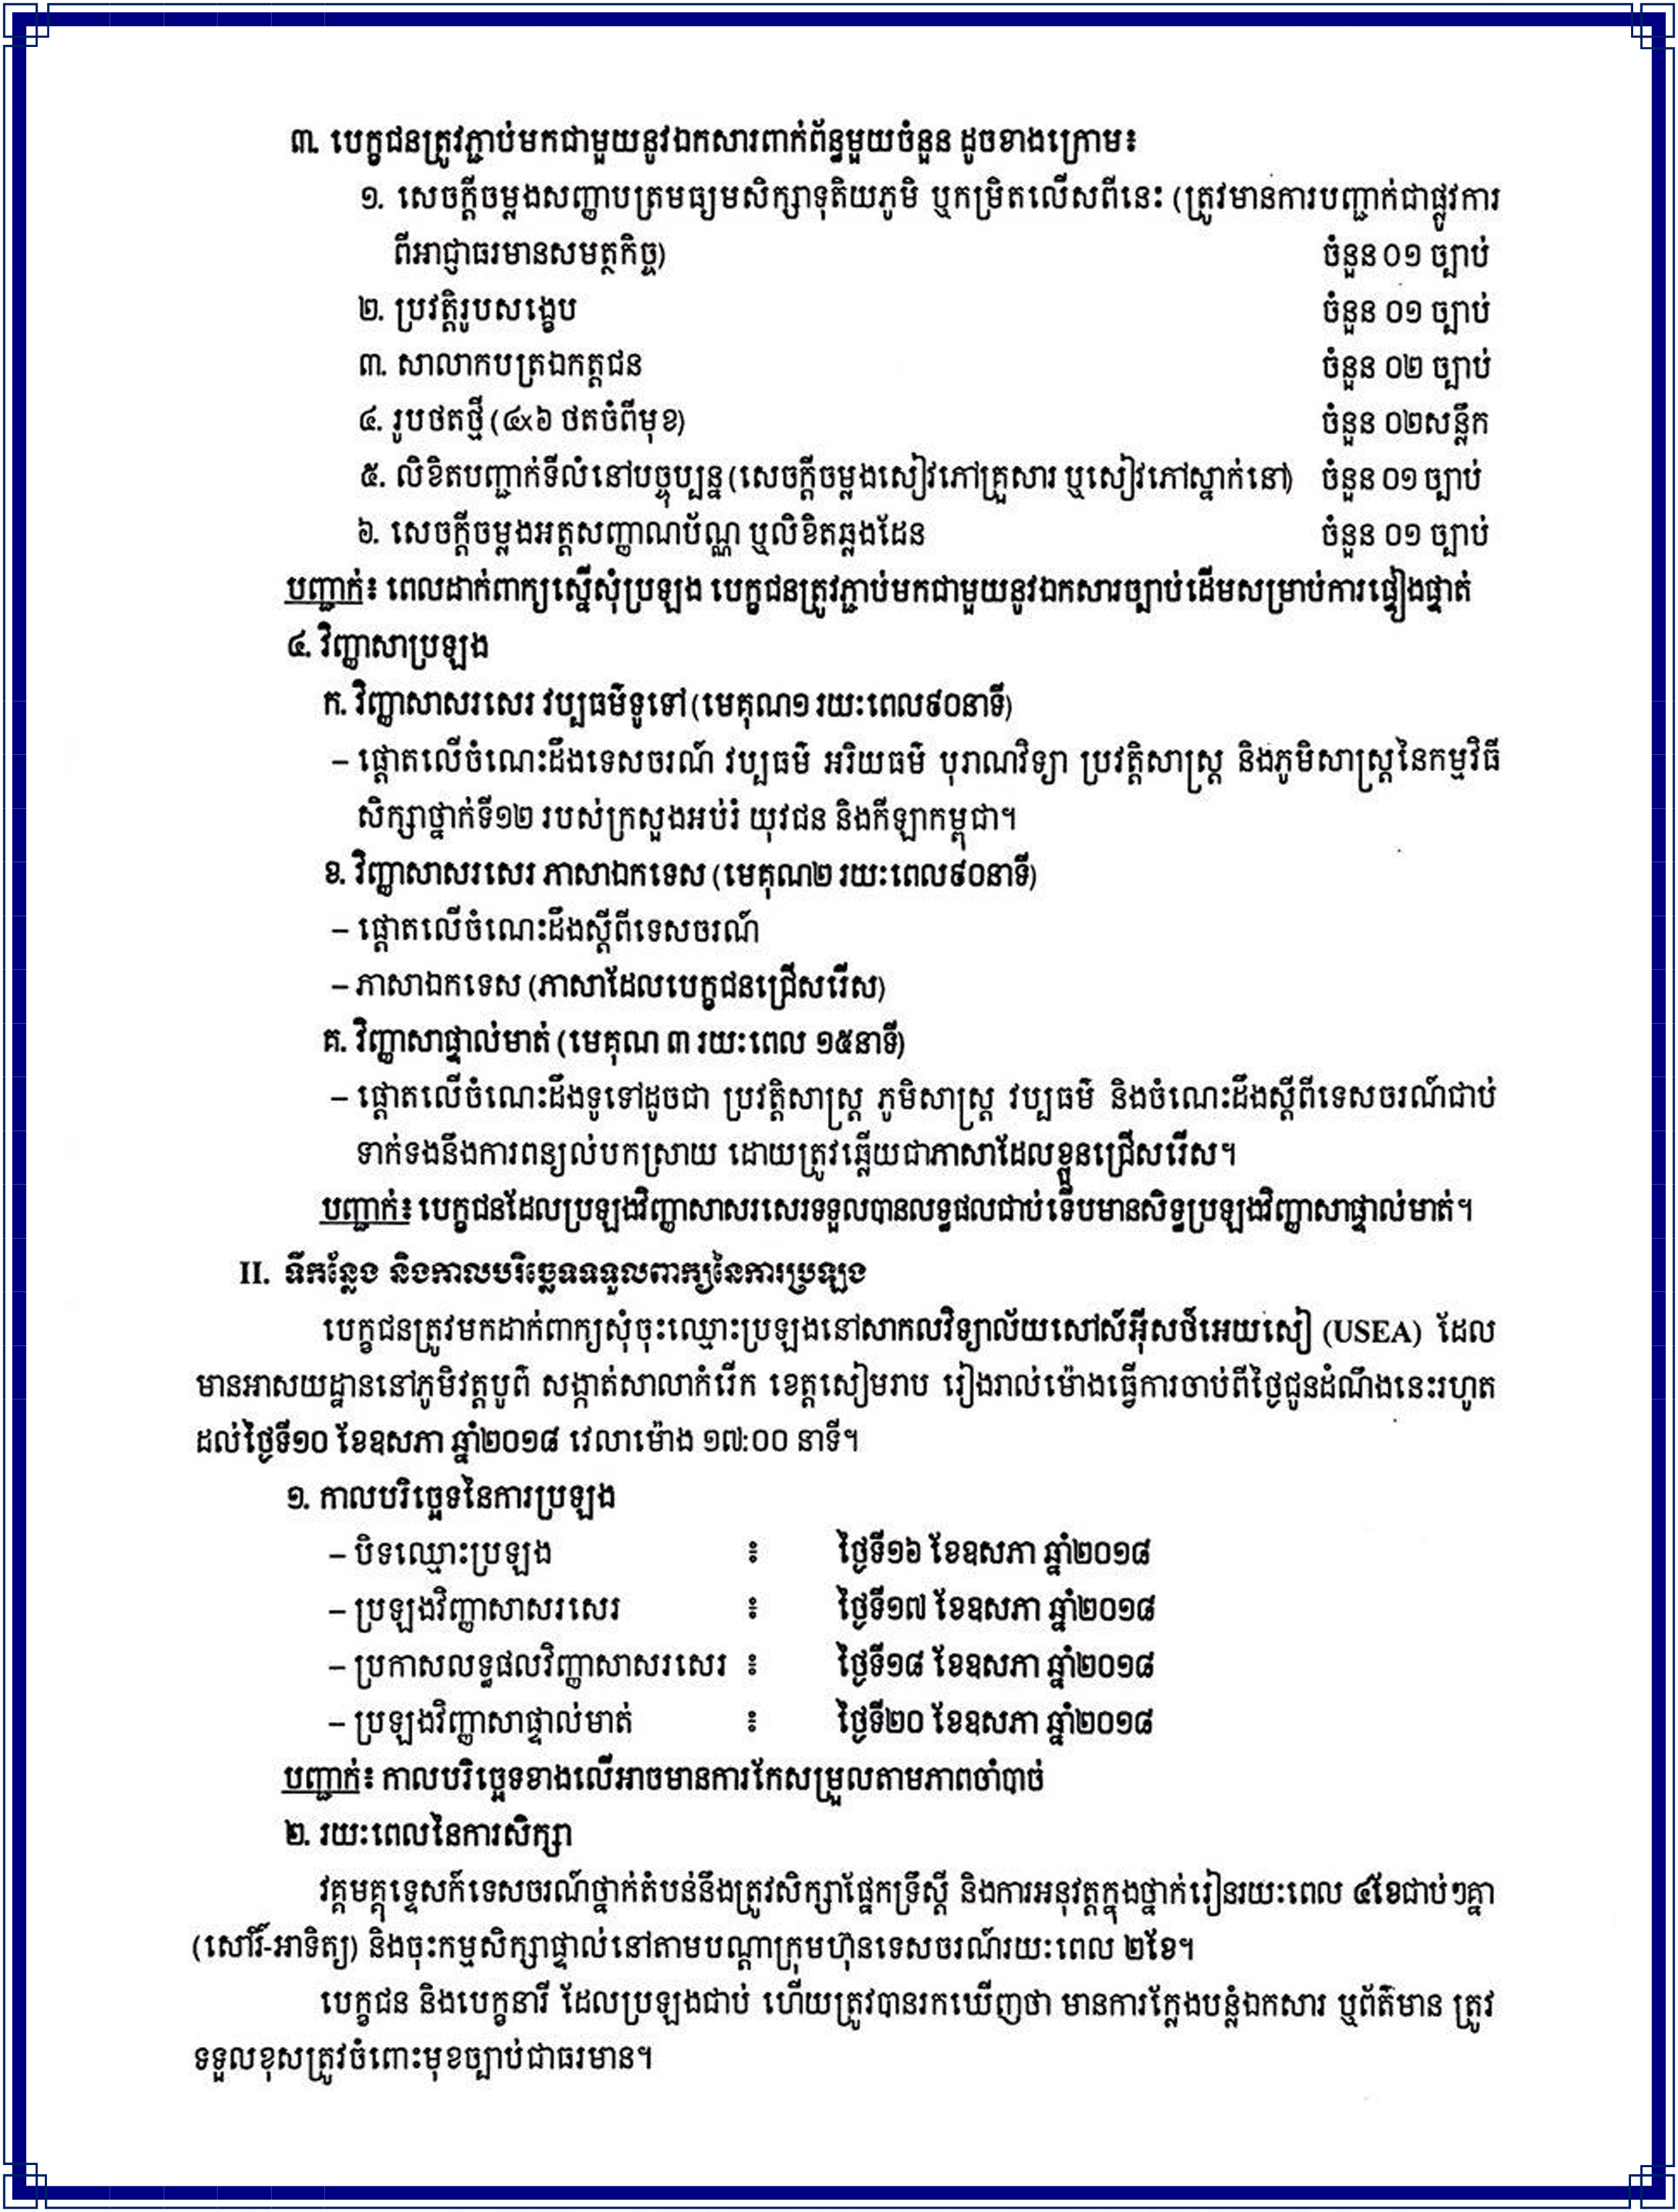 ៣. បេក្ខជនត្រូវភ្ជាប់មកជាមួយនូវឯកសារពាក់ព័ន្ធមួយចំនួន ដូចខាងក្រោម៖
១. សេចក្តីចម្លងសញ្ញាបត្រមធ្យមសិក្សាទុតិយភូមិ ឬកម្រិតលើសពីនេះ (ត្រូវមានការបញ្ជាក់ជាផ្លូវការ
ពីអាជ្ញាធរមានសមត្ថកិច្ច) ចំនួន ០១ ច្បាប់
២. ប្រវត្តិរូបសង្ខេប ចំនួន ០១ ច្បាប់
៣. សាលាកបត្រឯកត្តជន ចំនួន ០២ ច្បាប់
៤. រូបថតថ្មី (៤x៦ ថតចំពីមុខ) ចំនួន ០២សន្លឹក
៥. លិខិតបញ្ជាក់ទីលំនៅបច្ចុប្បន្ន (សេចក្តីចម្លងសៀវភៅគ្រួសារ ឬសៀវភៅស្នាក់នៅ) ចំនួន ០១ ច្បាប់
៦. សេចក្តីចម្លងអត្តសញ្ញាណប័ណ្ណ ឬលិខិតឆ្លងដែន ចំនួន ០១ ច្បាប់
បញ្ជាក់៖ ពេលដាក់ពាក្យស្នើសុំប្រឡង បេក្ខជនត្រូវភ្ជាប់មកជាមួយនូវឯកសារច្បាប់ដើមសម្រាប់ការផ្ទៀងផ្ទាត់
៤. វិញ្ញាសាប្រឡង
ក. វិញ្ញាសាសរសេរ វប្បធម៌ទូទៅ (មេគុណ១ រយៈពេល៩០នាទី)
– ផ្តោតលើចំណេះដឹងទេសចរណ៍ វប្បធម៌ អរិយធម៌ បុរាណវិទ្យា ប្រវត្តិសាស្ត្រ និងភូមិសាស្ត្រនៃកម្មវិធី
សិក្សាថ្នាក់ទី១២ របស់ក្រសួងអប់រំ យុវជន និងកីឡាកម្ពុជា។
ខ. វិញ្ញាសាសរសេរ ភាសាឯកទេស (មេគុណ២ រយៈពេល៩០នាទី)
– ផ្តោតលើចំណេះដឹងស្តីពីទេសចរណ៍
– ភាសាឯកទេស (ភាសាដែលបេក្ខជនជ្រើសរើស)
គ. វិញ្ញាសាផ្ទាល់មាត់ (មេគុណ ៣ រយៈពេល ១៥នាទី)
– ផ្តោតលើចំណេះដឹងទូទៅដូចជា ប្រវត្តិសាស្ត្រ ភូមិសាស្ត្រ វប្បធម៌ និងចំណេះដឹងស្តីពីទេសចរណ៍ជាប់
ទាក់ទងនឹងការពន្យល់បកស្រាយ ដោយត្រូវឆ្លើយជាភាសាដែលខ្លួនជ្រើសរើស។
បញ្ជាក់៖ បេក្ខជនដែលប្រឡងវិញ្ញាសាសរសេរទទួលបានលទ្ធផលជាប់ទើបមានសិទ្ធប្រឡងវិញ្ញាសាផ្ទាល់មាត់។
II. ទីកន្លែង និងកាលបរិច្ឆេទទទួលពាក្យនៃការប្រឡង
បេក្ខជនត្រូវមកដាក់ពាក្យសុំចុះឈ្មោះប្រឡងនៅសាកលវិទ្យាល័យសៅស៍អ៊ីសថ៍អេយសៀ (USEA) ដែល
មានអាសយដ្ឋាននៅភូមិវត្តបូព៌ សង្កាត់សាលាកំរើក ខេត្តសៀមរាប រៀងរាល់ម៉ោងធ្វើការចាប់ពីថ្ងៃជូនដំណឹងនេះរហូត
ដល់ថ្ងៃទី១០ ខែឧសភា ឆ្នាំ២០១៨ វេលាម៉ោង ១៧:០០ នាទី។
១. កាលបរិច្ឆេទនៃការប្រឡង
– បិទឈ្មោះប្រឡង ៖ ថ្ងៃទី១៦ ខែឧសភា ឆ្នាំ២០១៨
– ប្រឡងវិញ្ញាសាសរសេរ ៖ ថ្ងៃទី១៧ ខែឧសភា ឆ្នាំ២០១៨
– ប្រកាសលទ្ធផលវិញ្ញាសាសរសេរ ៖ ថ្ងៃទី១៨ ខែឧសភា ឆ្នាំ២០១៨
– ប្រឡងវិញ្ញាសាផ្ទាល់មាត់ ៖ ថ្ងៃទី២០ ខែឧសភា ឆ្នាំ២០១៨
បញ្ជាក់៖ កាលបរិច្ឆេទខាងលើអាចមានការកែសម្រួលតាមភាពចាំបាច់
២. រយៈពេលនៃការសិក្សា
វគ្គមគ្គុទ្ទេសក៍ទេសចរណ៍ថ្នាក់តំបន់នឹងត្រូវសិក្សាផ្នែកទ្រឹស្តី និងការអនុវត្តក្នុងថ្នាក់រៀនរយៈពេល ៤ខែជាប់ៗគ្នា
(សៅរ៍-អាទិត្យ) និងចុះកម្មសិក្សាផ្ទាល់នៅតាមបណ្តាក្រុមហ៊ុនទេសចរណ៍រយៈពេល ២ខែ។
បេក្ខជន និងបេក្ខនារី ដែលប្រឡងជាប់ ហើយត្រូវបានរកឃើញថា មានការក្លែងបន្លំឯកសារ ឬព័ត៌មាន ត្រូវ
ទទួលខុសត្រូវចំពោះមុខច្បាប់ជាធរមាន។